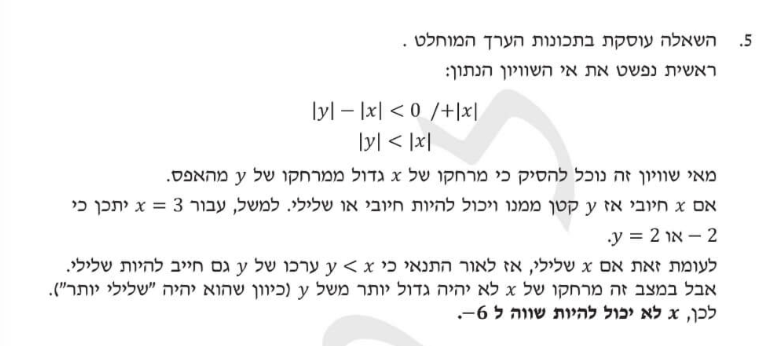 5. השאלה עוסקת בתכונות הערך המוחלט .
ראשית נפשט את אי השוויון הנתון:
|y| − |x| < 0 /+|x|
|y| < |x|
מאי שוויון זה נוכל להסיק כי מרחקו של x גדול ממרחקו של y מהאפס.
אם x חיובי אז y קטן ממנו ויכול להיות חיובי או שלילי. למשל, עבור x = 3 יתכן כי
y = 2 או − 2.
לעומת זאת אם x שלילי, אז לאור התנאי כי y < x ערכו של y גם חייב להיות שלילי.
אבל במצב זה מרחקו של x לא יהיה גדול יותר משל y (כיוון שהוא יהיה "שלילי יותר").
לכן, x לא יכול להיות שווה ל 6−.